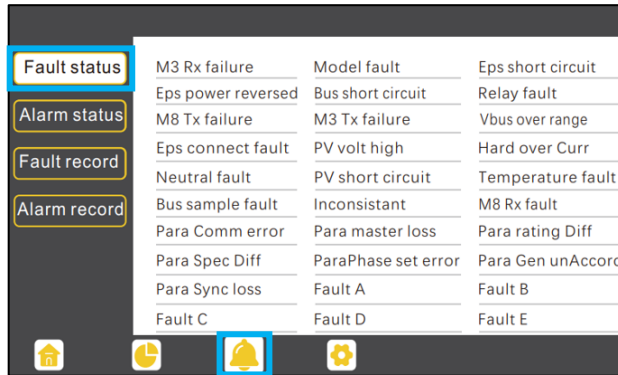 Fault status
Alarm status
Fault record
Alarm record
M3 Rx failure Model fault Eps short circuit
Eps power reversed Bus short circuit Relay fault
M8 Tx failure M3 Tx failure Vbus over range
Eps connect fault PV volt high Hard over Curr
Neutral fault PV short circuit Temperature fault
Bus sample fault Inconsistant M8 Rx fault
Para Comm error Para master loss Para rating Diff
Para Spec Diff ParaPhase set error Para Gen unAccord
Para Sync loss Fault A Fault B
Fault C Fault D Fault E